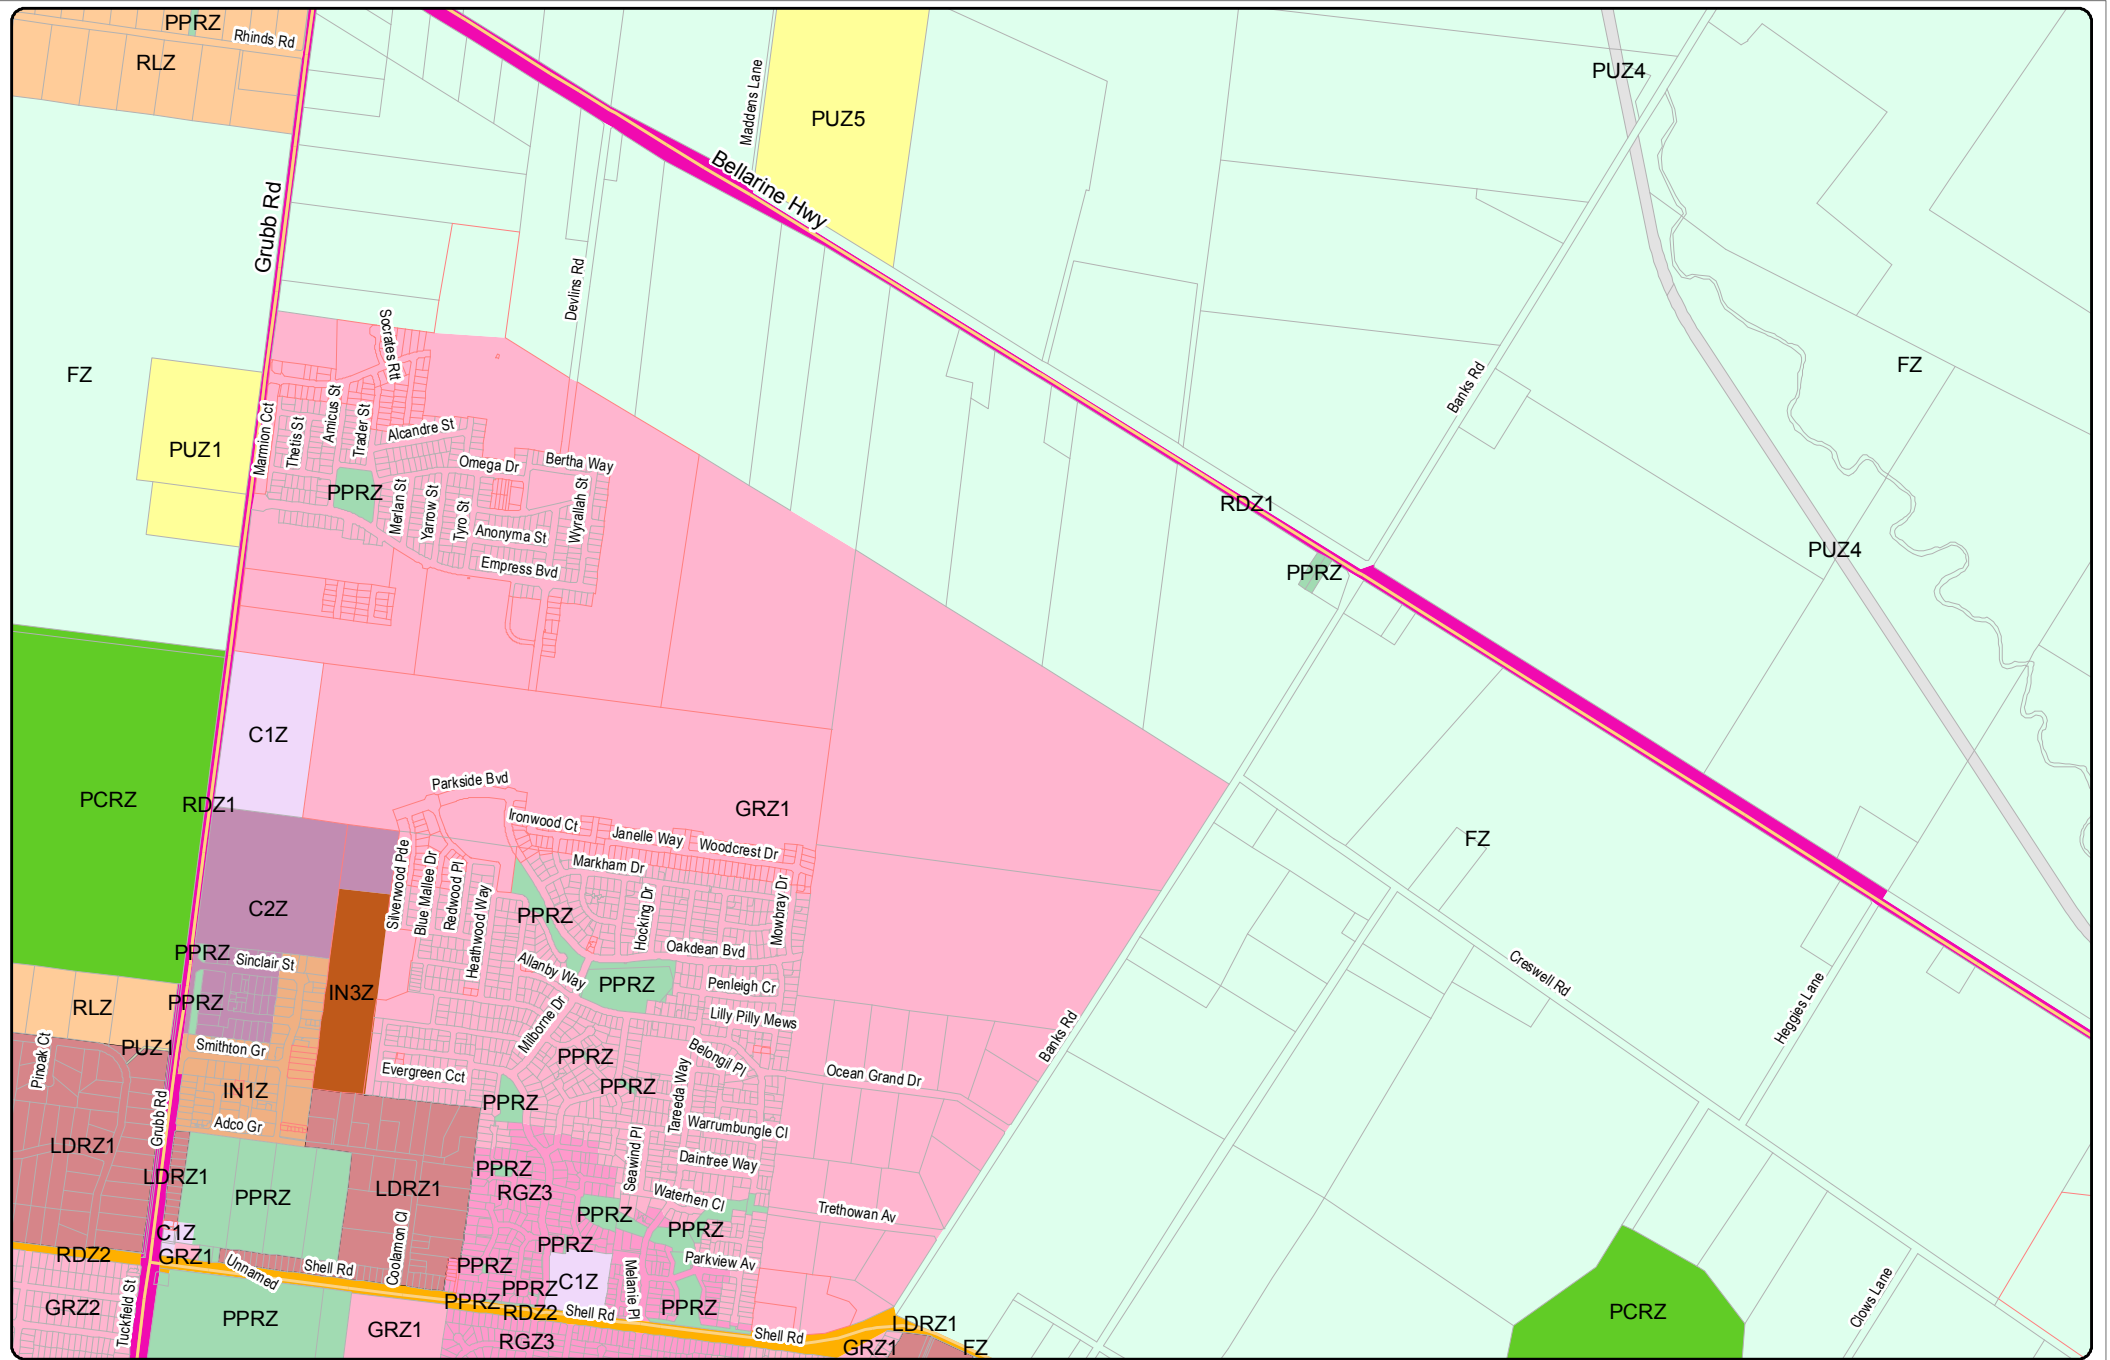 PPRZ
Rhinds Rd
RLZ
PUZ4
Maddens Lane
PUZ5
Bellarine Hwy
Grubb Rd
Devlins Rd
Socrates Rtt
FZ
FZ
Banks Rd
Marmion Cct
Thetis St
Amicus St
Trader St
Alcandre St
PUZ1
Omega Dr
Bertha Way
PPRZ
Merlan St
Yarrow St
Tyro St
Anonyma St
Wyrallah St
Empress Bvd
RDZ1
PUZ4
PPRZ
C1Z
Parkside Bvd
PCRZ
RDZ1
GRZ1
Ironwood Ct
Janelle Way
Woodcrest Dr
FZ
Markham Dr
Silverwood Pde
Blue Mallee Dr
Redwood Pl
Heathwood Way
C2Z
PPRZ
Hocking Dr
Mowbray Dr
PPRZ
Sinclair St
Oakdean Bvd
Allanby Way
PPRZ
Penleigh Cr
Creswell Rd
RLZ
PPRZ
IN3Z
Lilly Pilly Mews
Milborne Dr
Heggies Lane
Banks Rd
Pinoak Ct
PUZ1
Smithton Gr
PPRZ
Belongil Pl
Evergreen Cct
PPRZ
Ocean Grand Dr
IN1Z
PPRZ
Tareeda Way
Grubb Rd
Adco Gr
Warrumbungle Cl
LDRZ1
Seawind Pl
Daintree Way
LDRZ1
PPRZ
PPRZ
LDRZ1
RGZ3
Waterhen Cl
Trethowan Av
PPRZ
PPRZ
C1Z
PPRZ
Coolamon Cl
RDZ2
GRZ1
Unnamed
Shell Rd
PPRZ
Parkview Av
C1Z
PPRZ
Melanie Pl
Clows Lane
PPRZ
RDZ2
Shell Rd
PPRZ
PCRZ
GRZ2
Tuckfield St
PPRZ
GRZ1
RGZ3
Shell Rd
LDRZ1
GRZ1
FZ